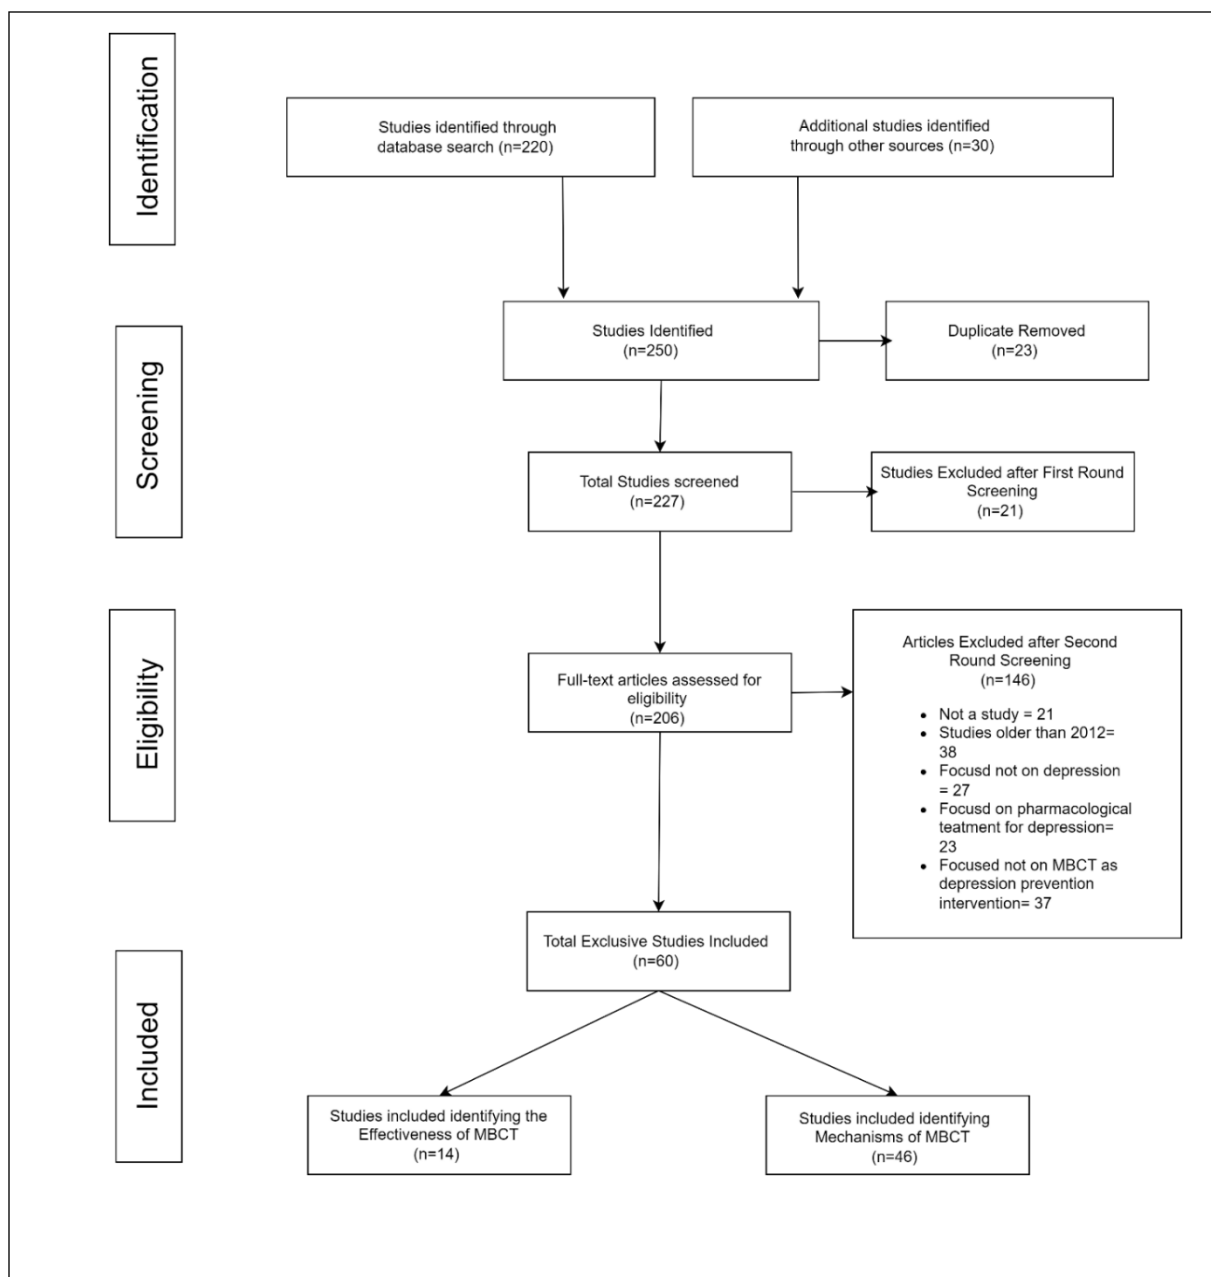 Identification
Studies identified through
database search (n=220)
Additional studies identified
through other sources (n=30)
Screening
Studies Identified
(n=250)
Duplicate Removed
(n=23)
Total Studies screened
(n=227)
Studies Excluded after First Round
Screening
(n=21)
Eligibility
Full-text articles assessed for
eligibility
(n=206)
Articles Excluded after Second
Round Screening
(n=146)
• Not a study = 21
• Studies older than 2012=
38
• Focusd not on depression
= 27
• Focusd on pharmacological
teatment for depression=
23
• Focused not on MBCT as
depression prevention
intervention= 37
Included
Total Exclusive Studies Included
(n=60)
Studies included identifying the
Effectiveness of MBCT
(n=14)
Studies included identifying
Mechanisms of MBCT
(n=46)